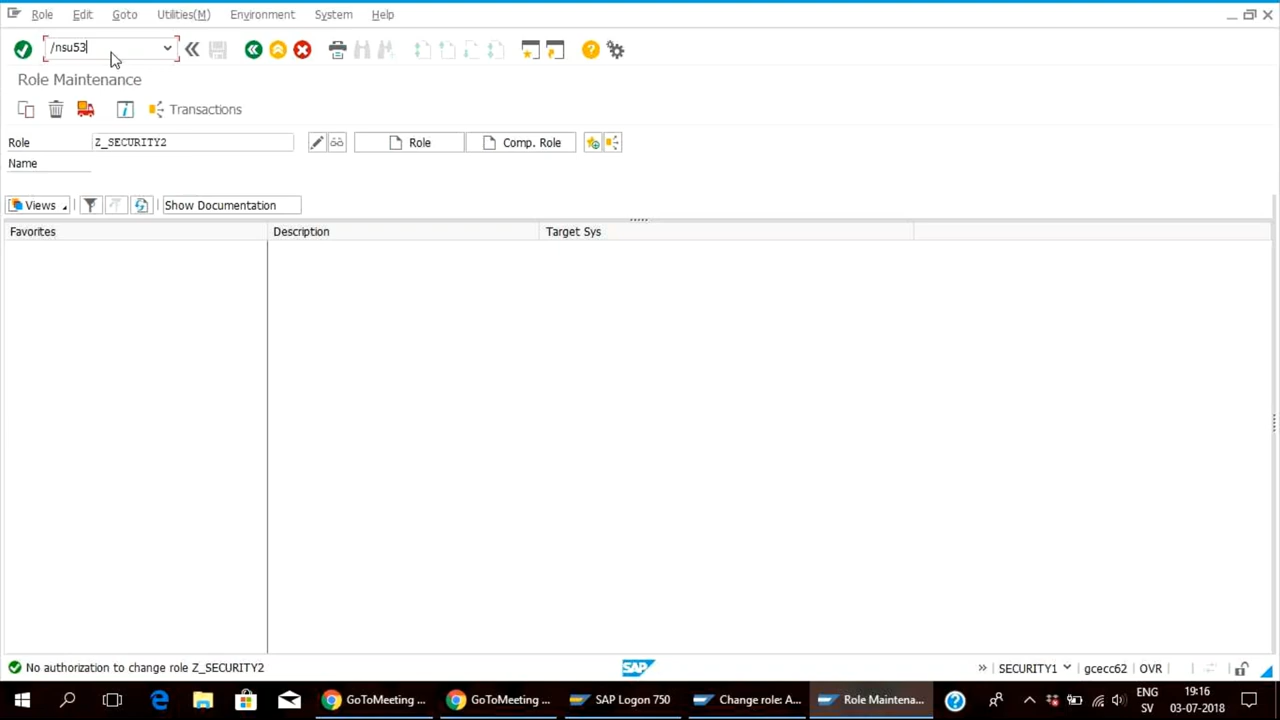 Role Edit Goto Utilities(M) Environment System Help
/nsu53
Role Maintenance
Transactions
Role Z_SECURITY2 Role Comp. Role
Name
Views Show Documentation
Favorites Description Target Sys
No authorization to change role Z_SECURITY2 SAP SECURITY1 gcecc62 OVR
GoToMeeting ... GoToMeeting ... SAP Logon 750 Change role: A... Role Maintena...
ENG 19:16
SV 03-07-2018